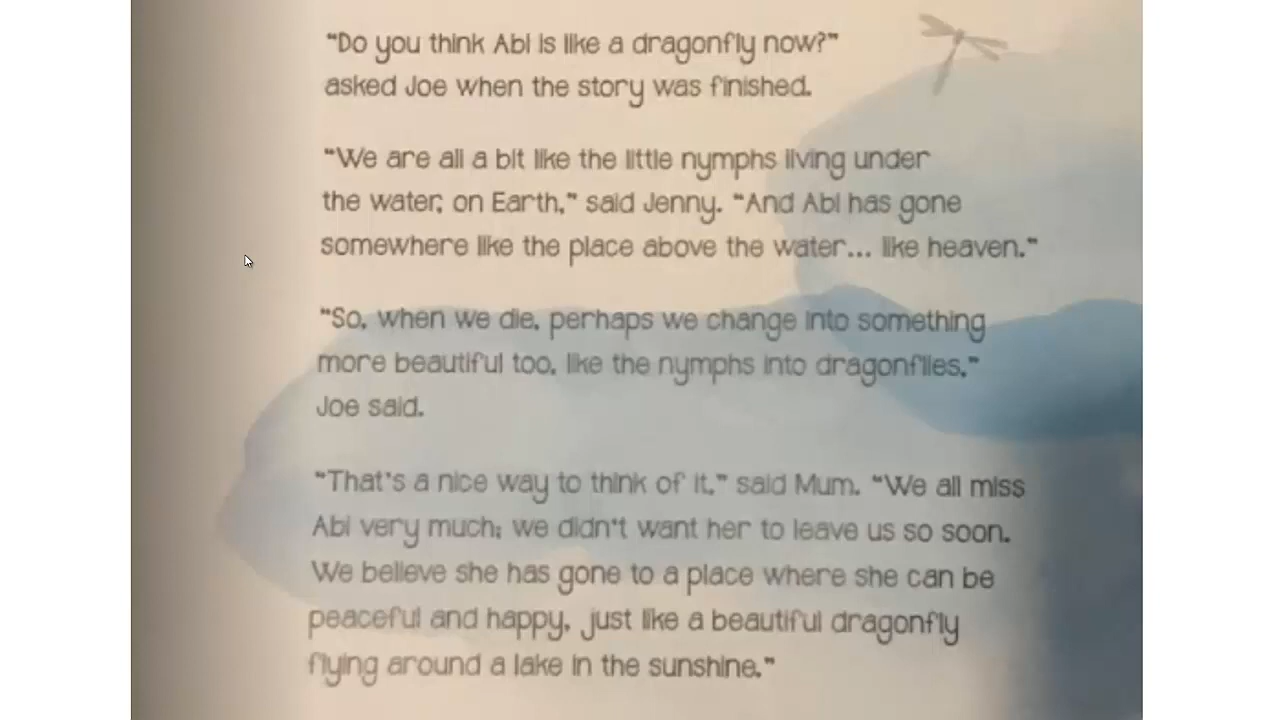 "Do you think Abi is like a dragonfly now?"
asked Joe when the story was finished.
"We are all a bit like the little nymphs living under
the water, on Earth," said Jenny. "And Abi has gone
somewhere like the place above the water... like heaven."
"So, when we die, perhaps we change into something
more beautiful too, like the nymphs into dragonflies,"
Joe said.
"That's a nice way to think of it," said Mum. "We all miss
Abi very much; we didn't want her to leave us so soon.
We believe she has gone to a place where she can be
peaceful and happy, just like a beautiful dragonfly
flying around a lake in the sunshine."